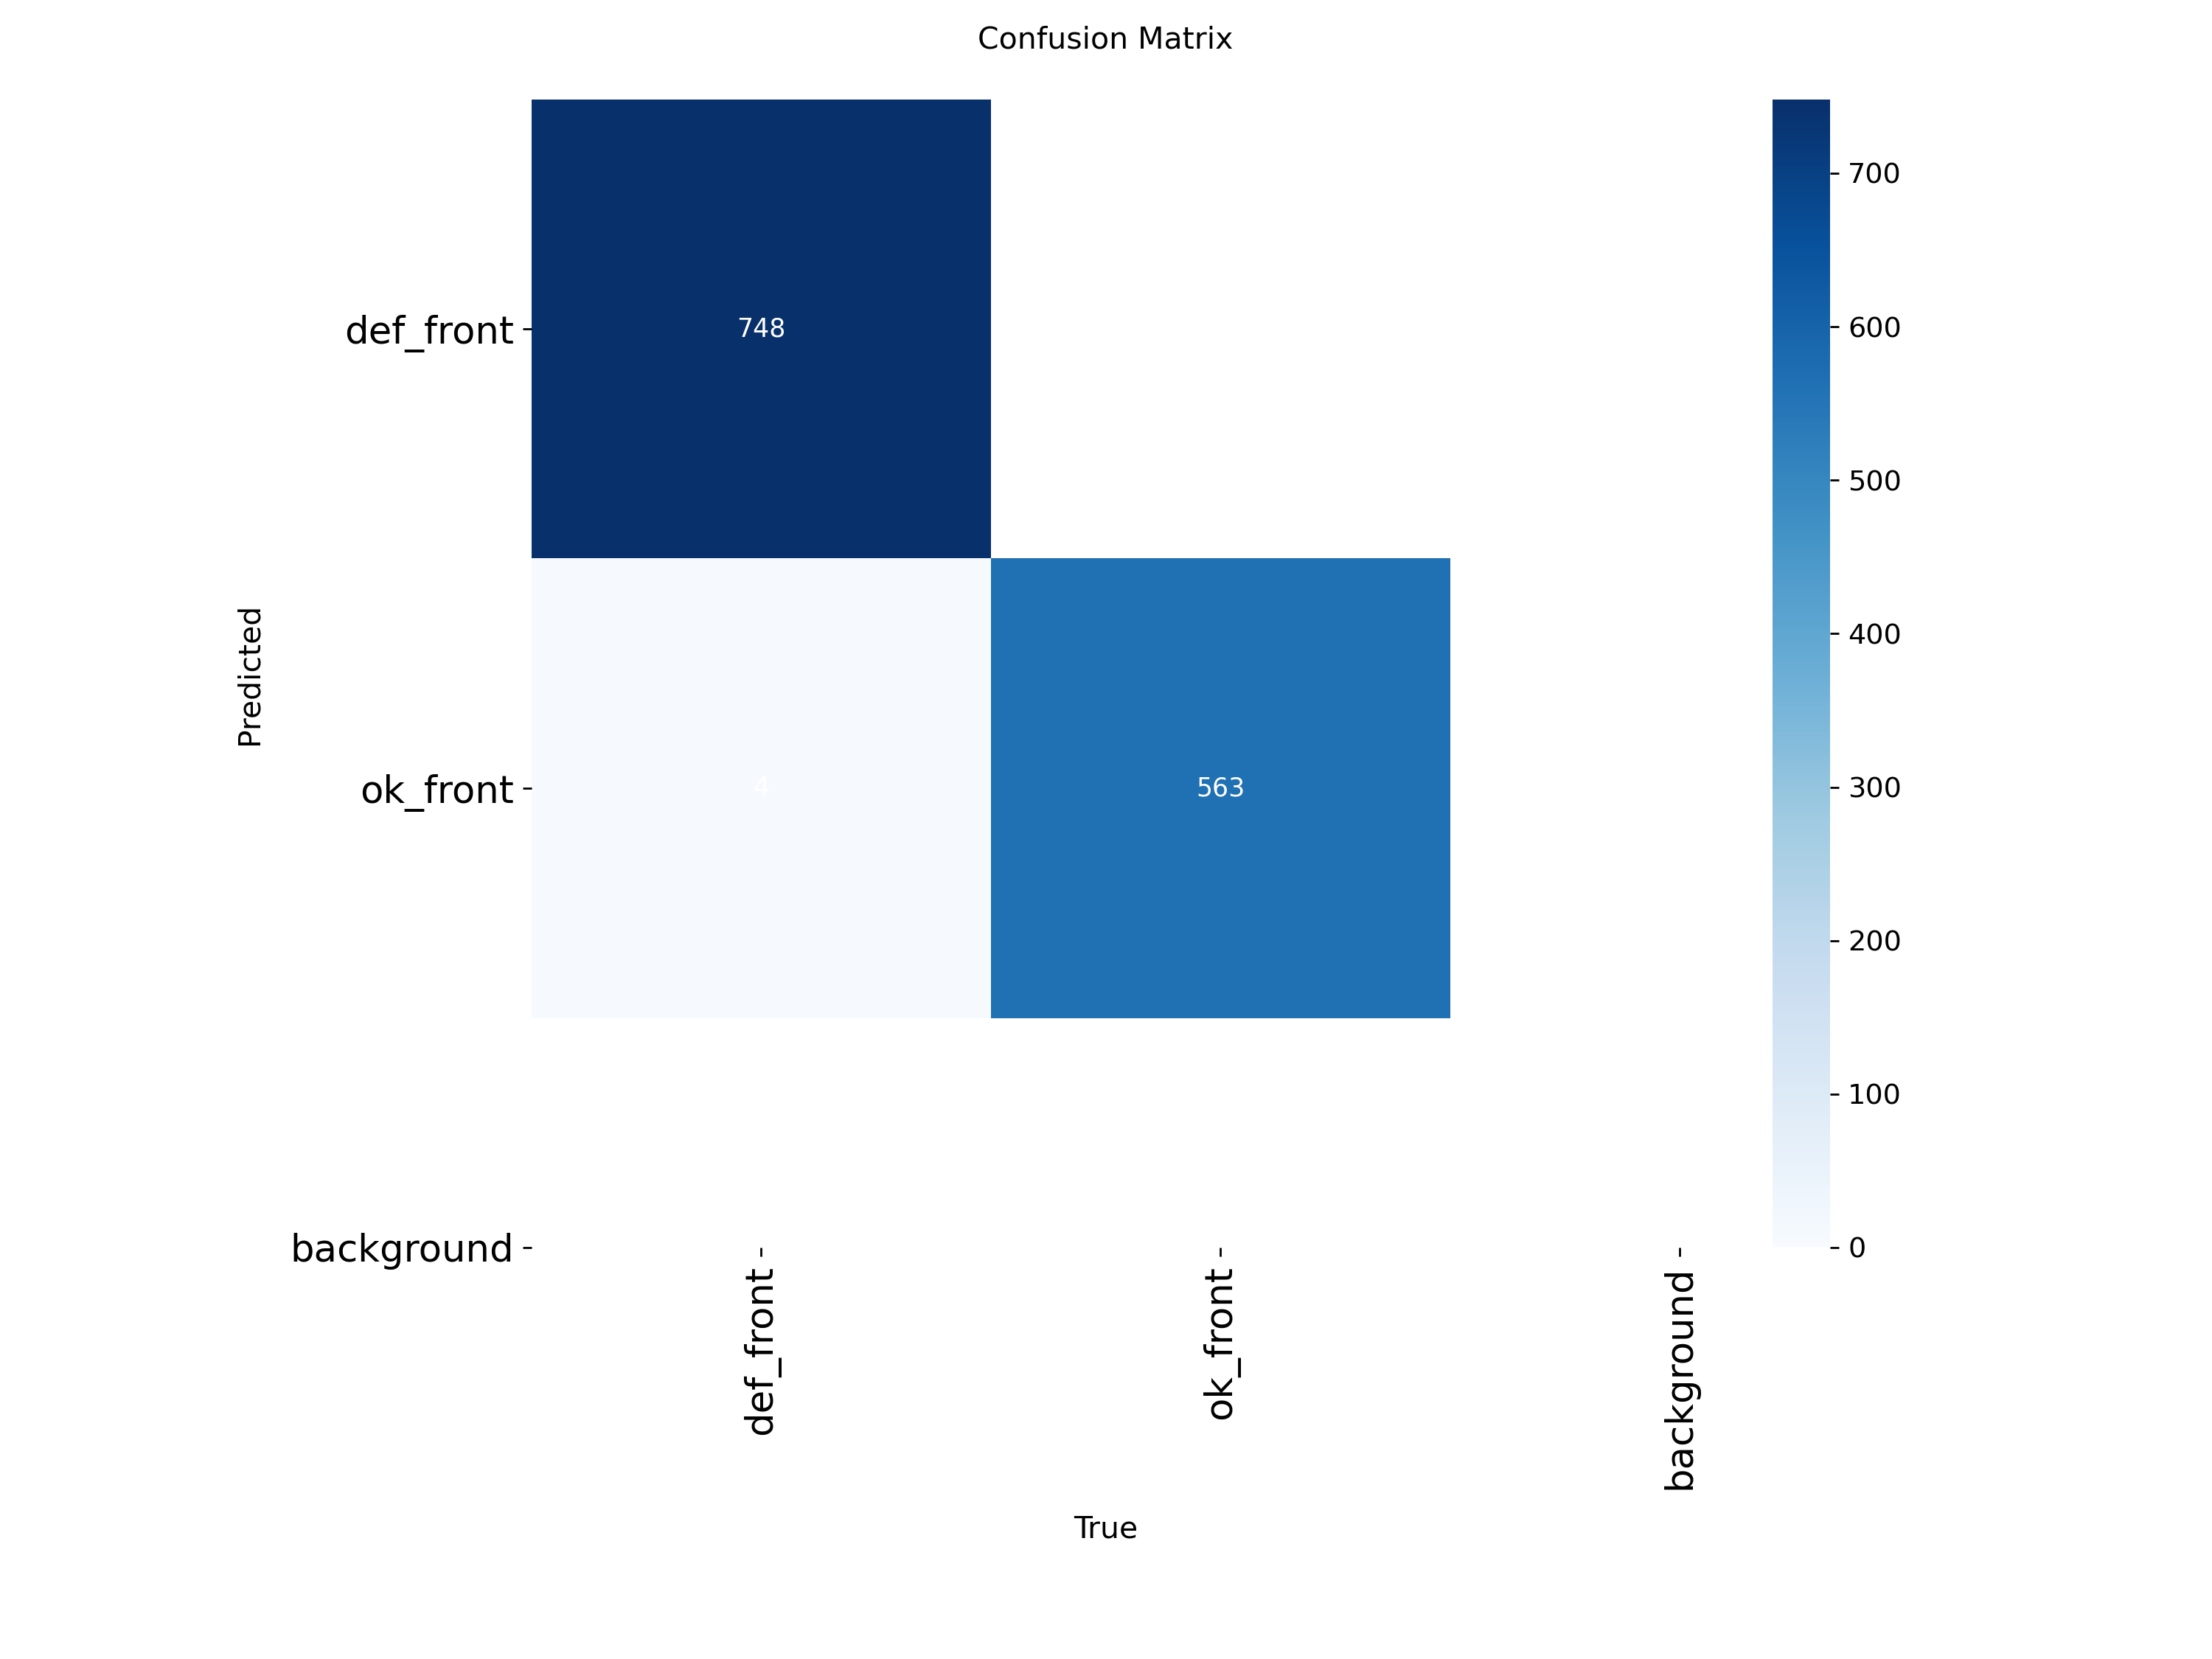 Confusion Matrix
def_front
748
700
600
500
400
Predicted
ok_front
4
563
300
200
100
background
0
def_front
ok_front
background
True